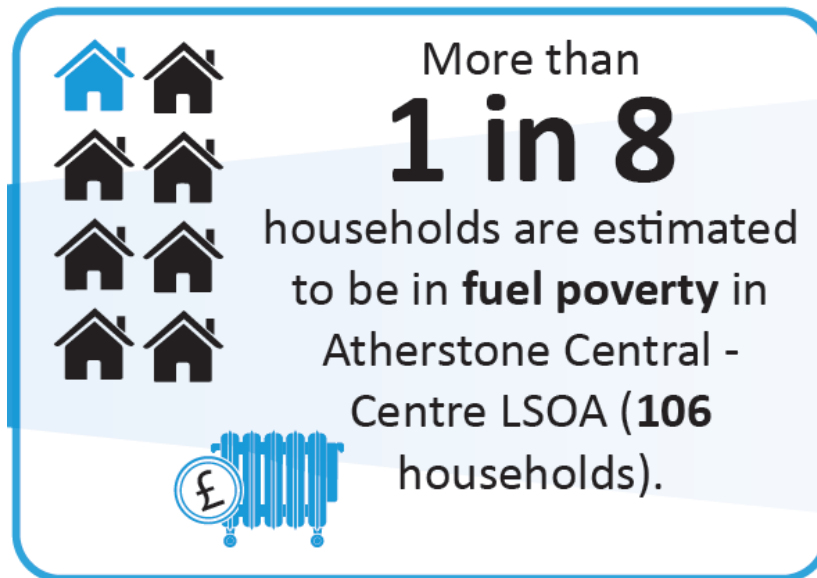 More than
1 in 8
households are estimated
to be in fuel poverty in
Atherstone Central -
Centre LSOA (106
households).
£